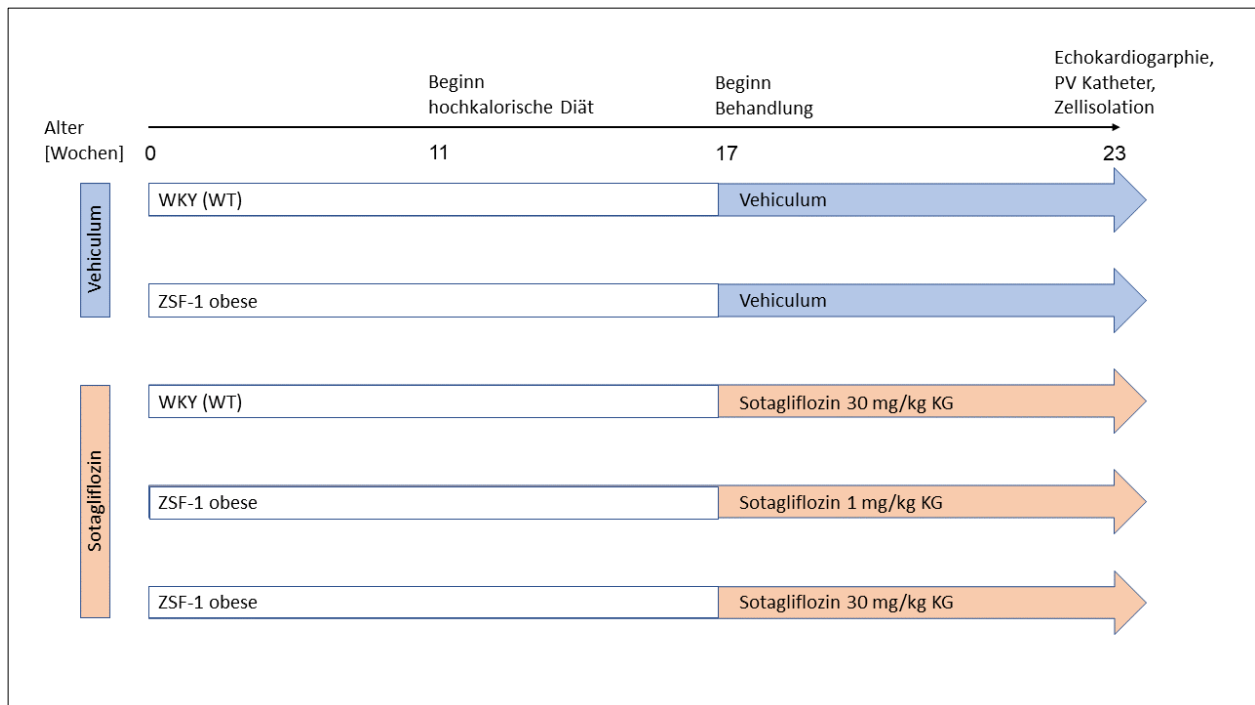 Echokardiogarphie,
PV Katheter,
Zellisolation
Beginn
hochkalorische Diät
Beginn
Behandlung
Alter
[Wochen]
0
11
17
23
Vehiculum
WKY (WT)
Vehiculum
ZSF-1 obese
Vehiculum
Sotagliflozin
WKY (WT)
Sotagliflozin 30 mg/kg KG
ZSF-1 obese
Sotagliflozin 1 mg/kg KG
ZSF-1 obese
Sotagliflozin 30 mg/kg KG